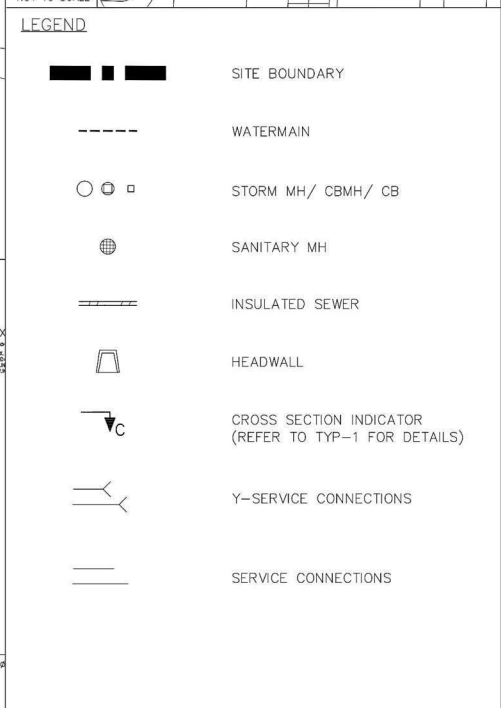 LEGEND
SITE BOUNDARY
WATERMAIN
STORM MH/ CBMH/ CB
SANITARY MH
INSULATED SEWER
HEADWALL
C
CROSS SECTION INDICATOR
(REFER TO TYP-1 FOR DETAILS)
Y-SERVICE CONNECTIONS
SERVICE CONNECTIONS